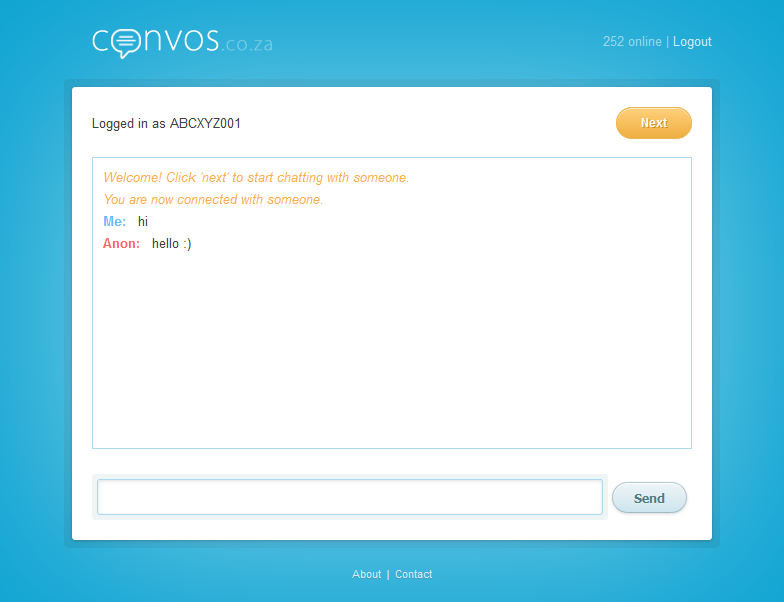 convos.co.za
252 online | Logout
Logged in as ABCXYZ001
Next
Welcome! Click 'next' to start chatting with someone.
You are now connected with someone.
Me: hi
Anon: hello :)
Send
About | Contact